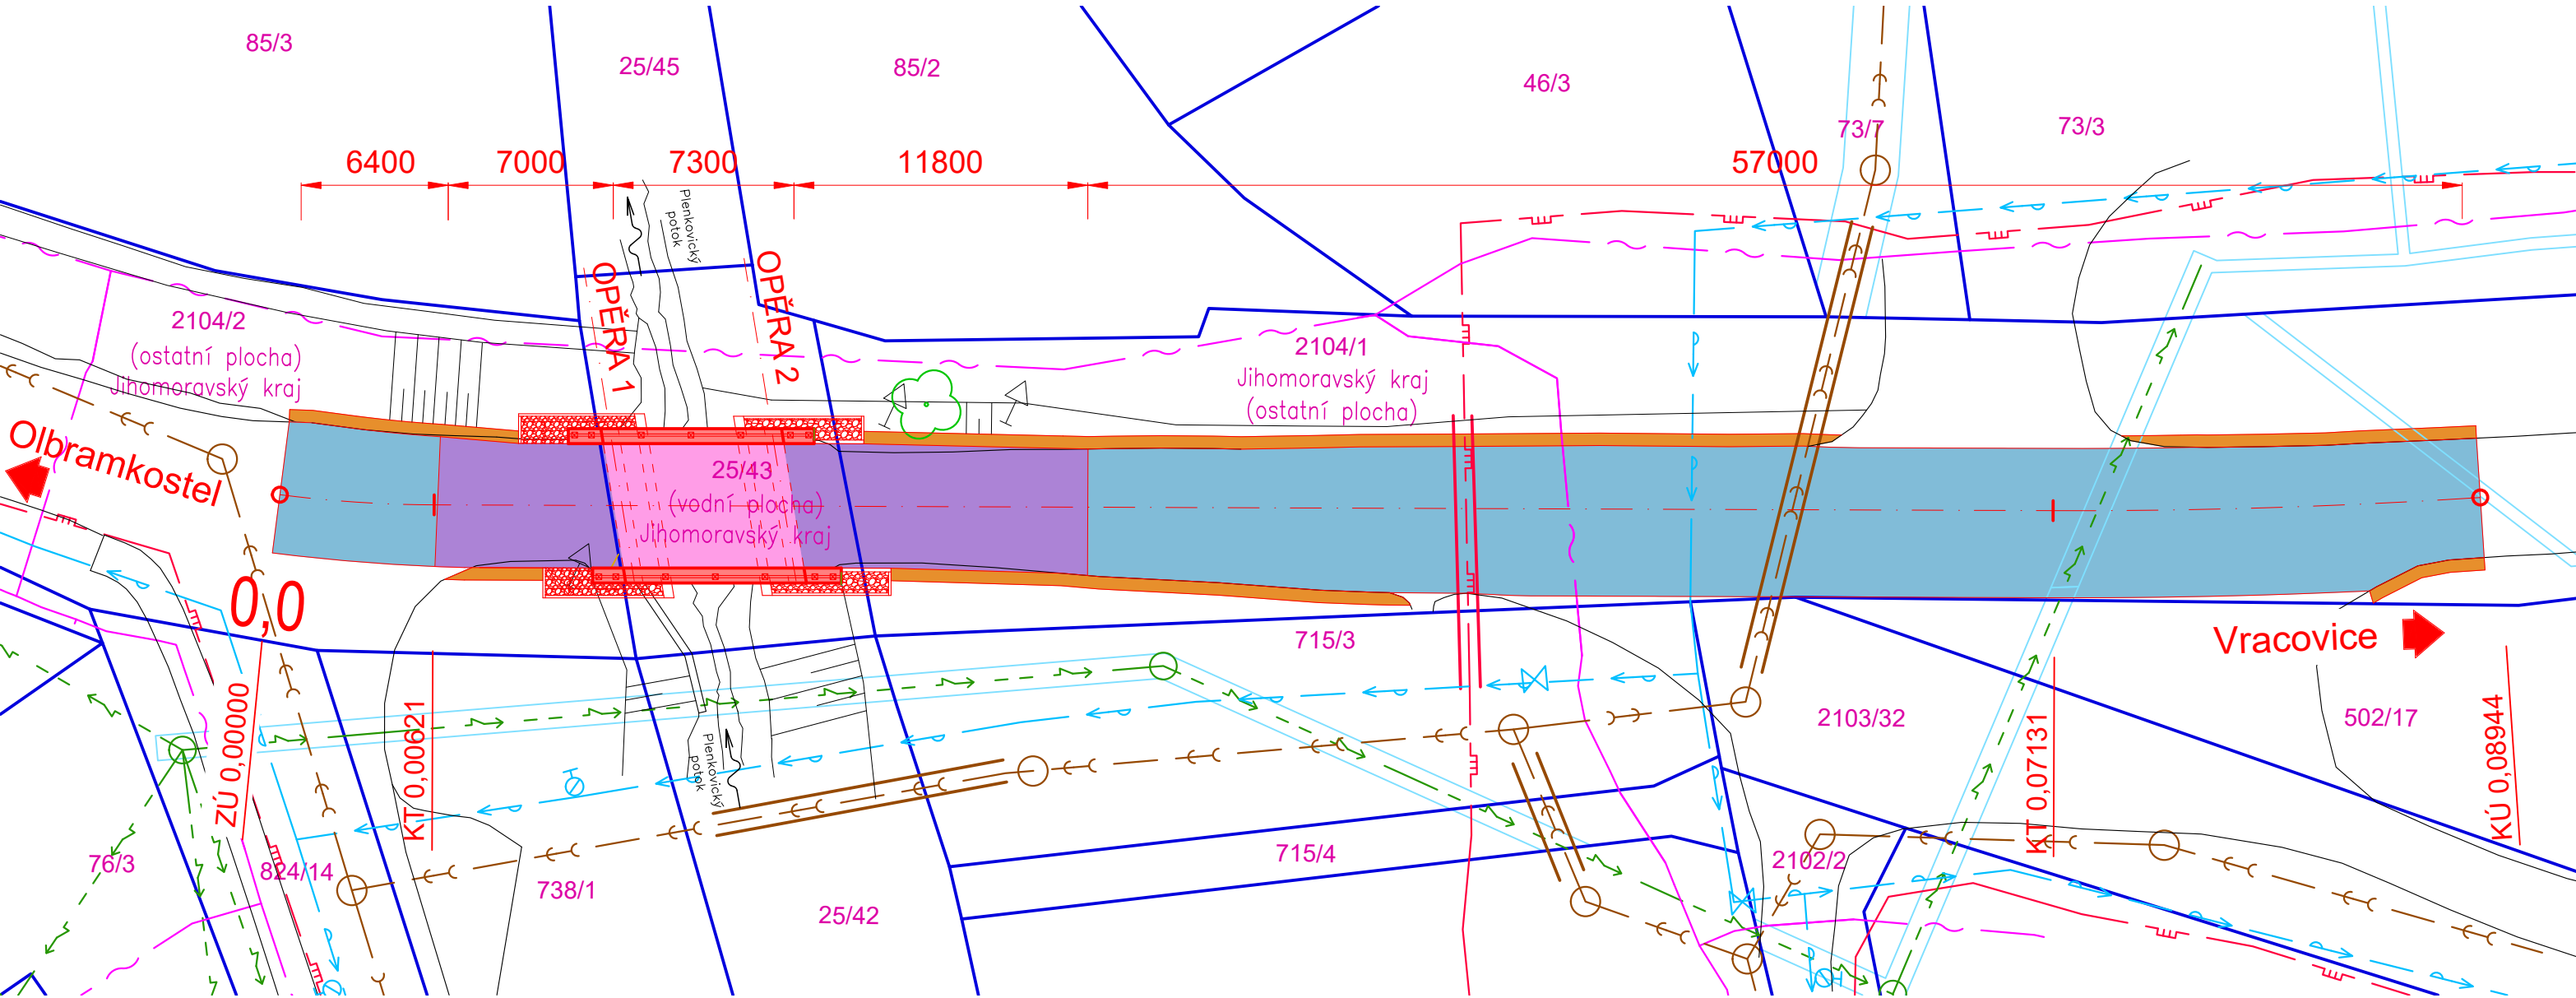 85/3
25/45
85/2
46/3
73/7
73/3
6400
7000
7300
11800
57000
Plenkovický
potok
OPĚRA 1
OPĚRA 2
2104/2
(ostatní plocha)
Jihomoravský kraj
2104/1
Jihomoravský kraj
(ostatní plocha)
Olbramkostel
25/43
(vodní plocha)
Jihomoravský kraj
0,0
715/3
Vracovice
ZÚ 0,00000
KT 0,00621
Plenkovický
potok
2103/32
502/17
KT 0,07131
KÚ 0,08944
76/3
824/14
738/1
25/42
715/4
2102/2